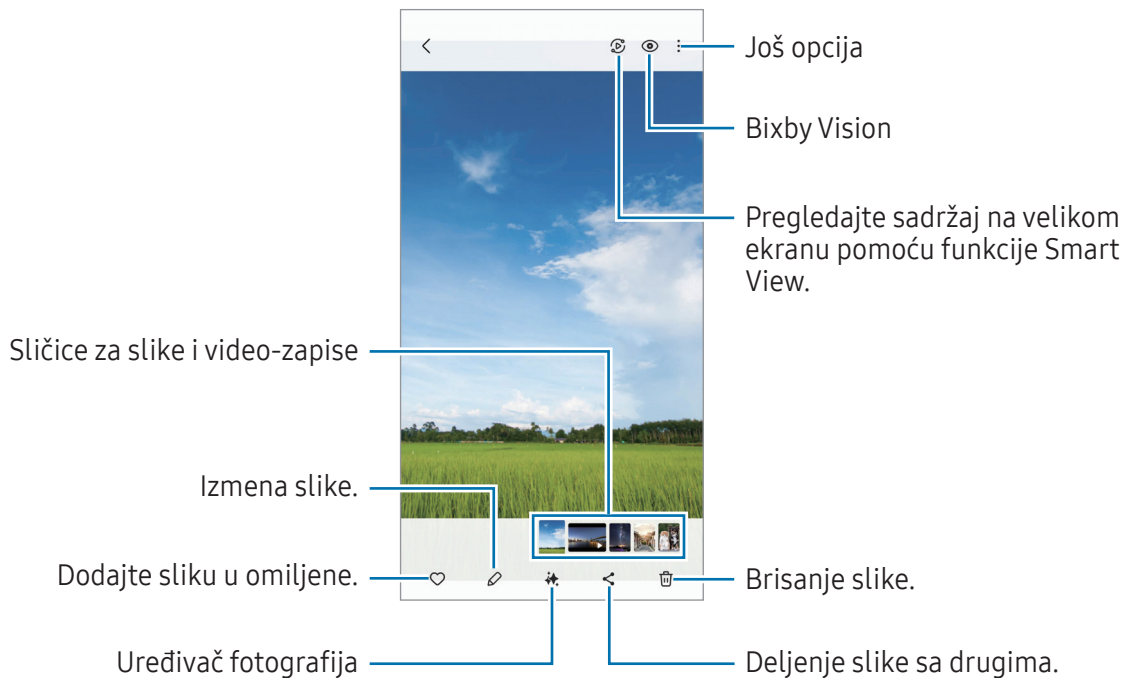 Još opcija
Bixby Vision
Pregledajte sadržaj na velikom
ekranu pomoću funkcije Smart
View.
Sličice za slike i video-zapise
Izmena slike.
Dodajte sliku u omiljene.
Brisanje slike.
Uređivač fotografija
Deljenje slike sa drugima.